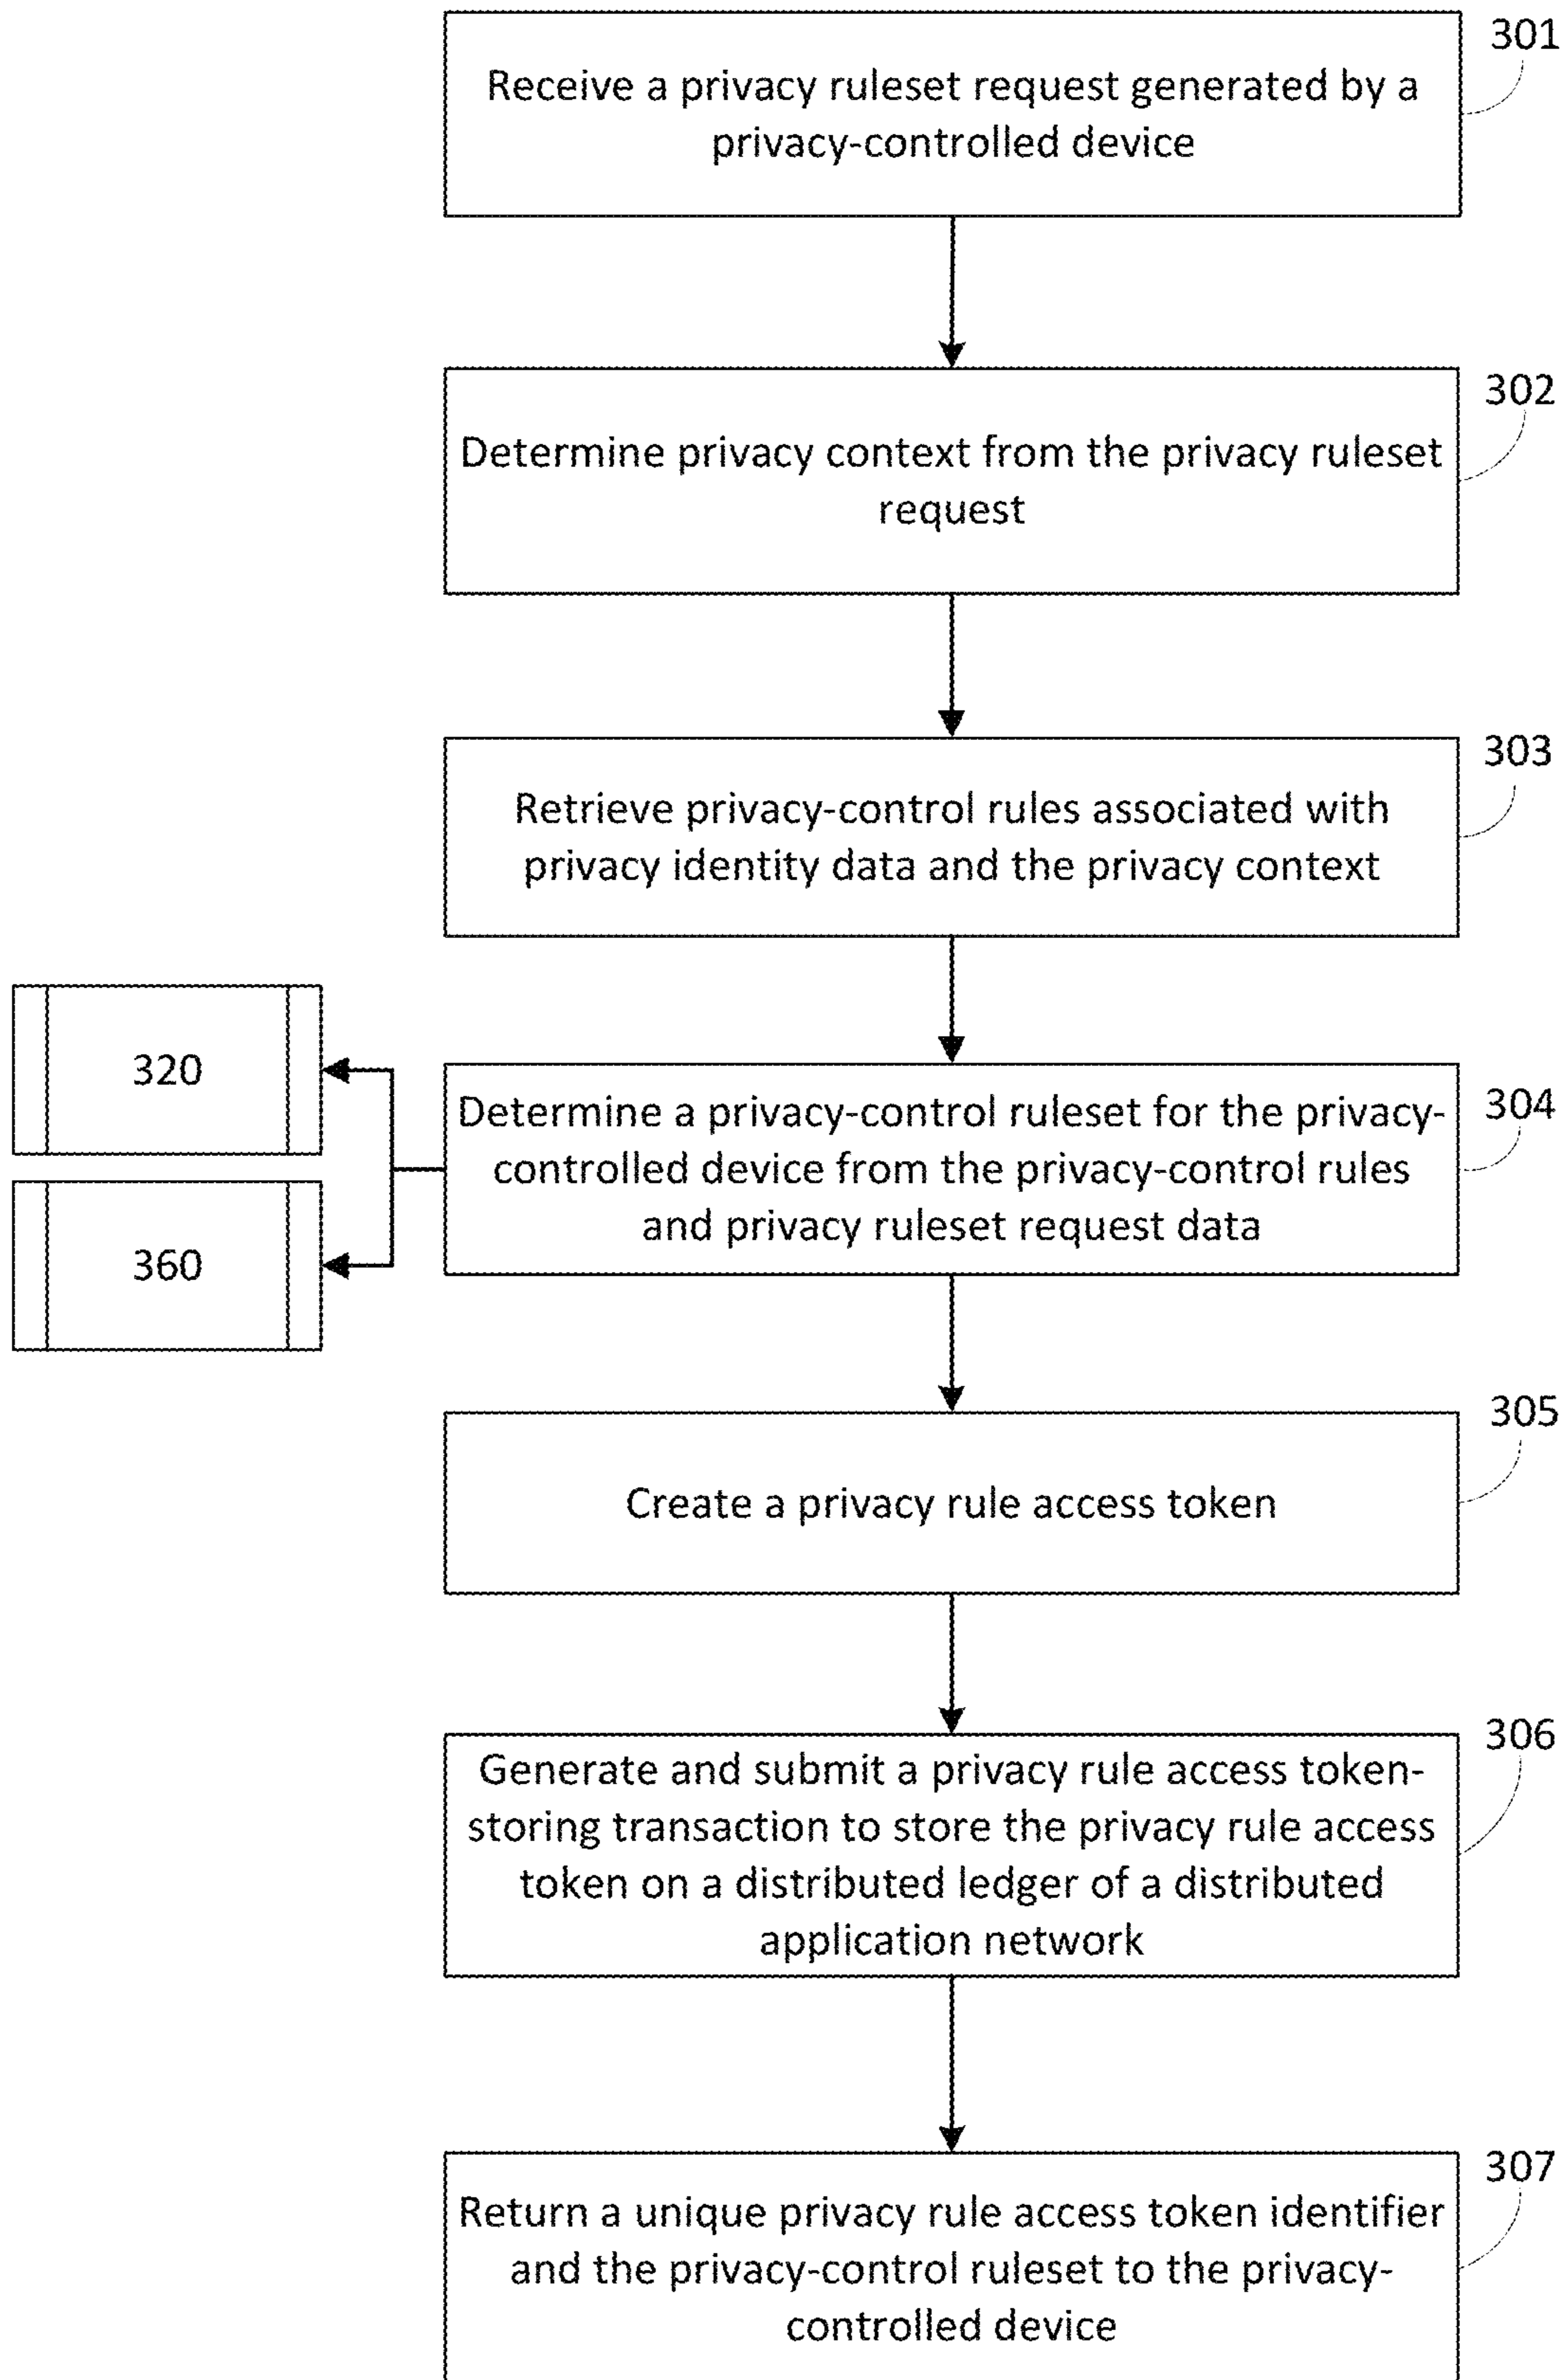 301
Receive a privacy ruleset request generated by a
privacy-controlled device
302
Determine privacy context from the privacy ruleset
request
303
Retrieve privacy-control rules associated with
privacy identity data and the privacy context
320
304
Determine a privacy-control ruleset for the privacy-
controlled device from the privacy-control rules
and privacy ruleset request data
360
305
Create a privacy rule access token
306
Generate and submit a privacy rule access token-
storing transaction to store the privacy rule access
token on a distributed ledger of a distributed
application network
307
Return a unique privacy rule access token identifier
and the privacy-control ruleset to the privacy-
controlled device